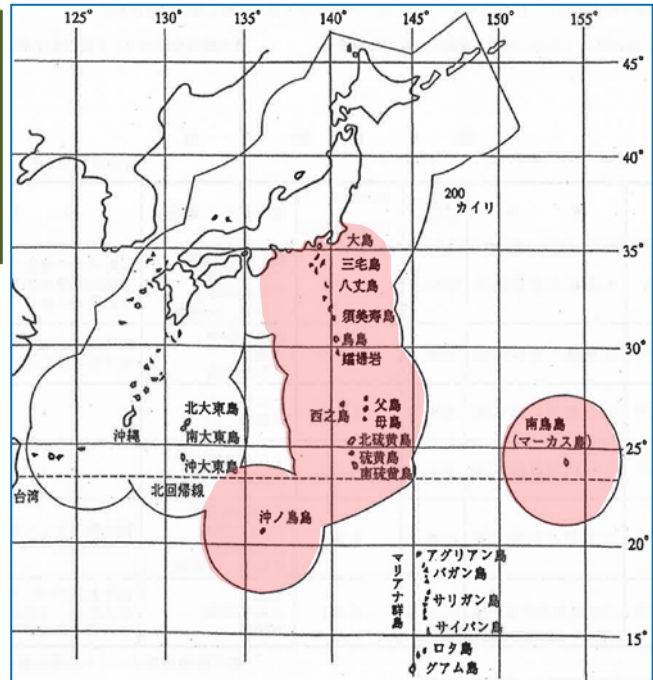 125°
130°
135°
140°
145°
150°
155°
45°
40°
35°
30°
25°
20°
15°
200
カイリ
大島
三宅島
八丈島
須美寿島
鳥島
孀婦岩
西之島
父島
母島
北硫黄島
硫黄島
南硫黄島
南鳥島
(マーカス島)
北大東島
南大東島
沖縄
沖大東島
台湾
北回帰線
沖ノ鳥島
マリアナ群島
アグリアン島
パガン島
サリガン島
サイパン島
ロタ島
グアム島